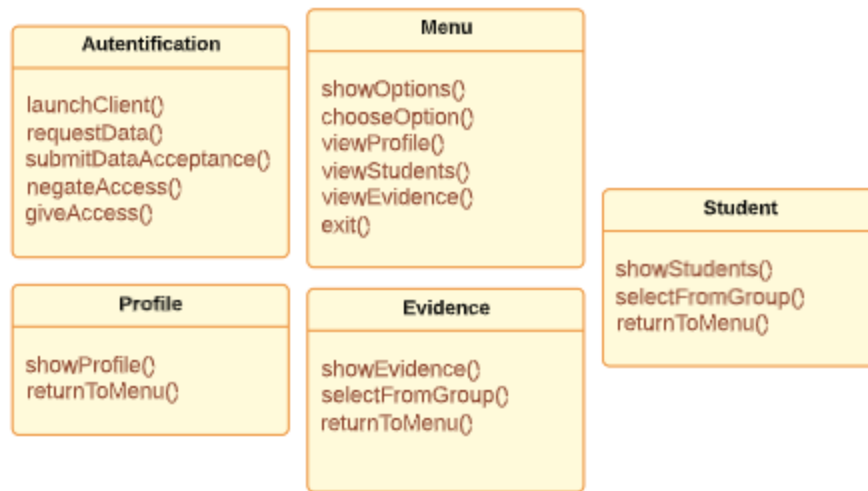 Autentification
launchClient()
requestData()
submitDataAcceptance()
negateAccess()
giveAccess()
Menu
showOptions()
chooseOption()
viewProfile()
viewStudents()
viewEvidence()
exit()
Student
showStudents()
selectFromGroup()
returnToMenu()
Profile
showProfile()
returnToMenu()
Evidence
showEvidence()
selectFromGroup()
returnToMenu()